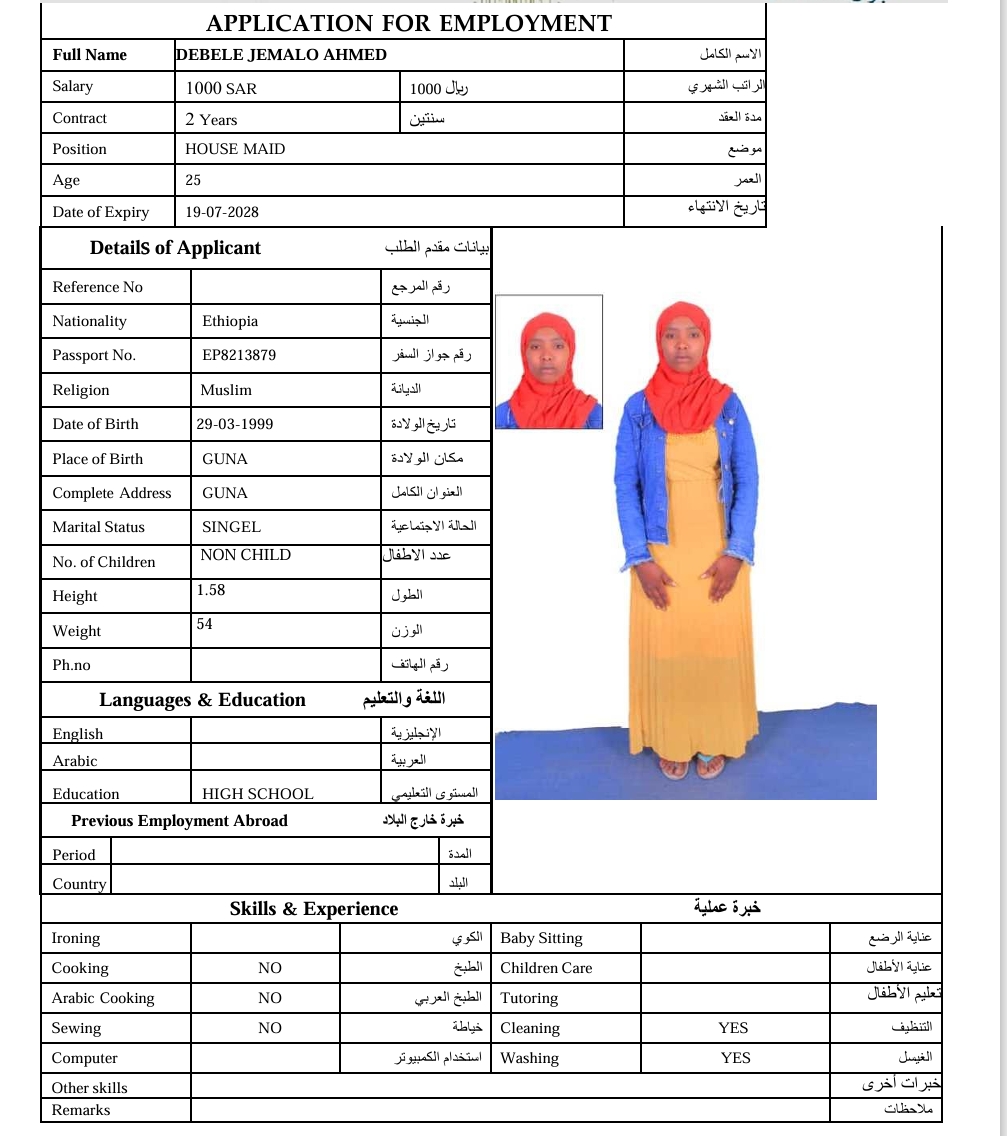 APPLICATION FOR EMPLOYMENT
Full Name DEBELE JEMALO AHMED الاسم الكامل
Salary 1000 SAR 1000 ريال الراتب الشهري
Contract 2 Years سنتين مدة العقد
Position HOUSE MAID موضع
Age 25 العمر
Date of Expiry 19-07-2028 تاريخ الانتهاء
Details of Applicant بيانات مقدم الطلب
Reference No رقم المرجع
Nationality Ethiopia الجنسية
Passport No. EP8213879 رقم جواز السفر
Religion Muslim الديانة
Date of Birth 29-03-1999 تاريخ الولادة
Place of Birth GUNA مكان الولادة
Complete Address GUNA العنوان الكامل
Marital Status SINGEL الحالة الاجتماعية
No. of Children NON CHILD عدد الاطفال
Height 1.58 الطول
Weight 54 الوزن
Ph.no رقم الهاتف
Languages & Education اللغة والتعليم
English الإنجليزية
Arabic العربية
Education HIGH SCHOOL المستوى التعليمي
Previous Employment Abroad خبرة خارج البلاد
Period المدة
Country البلد
Skills & Experience خبرة عملية
Ironing الكوي Baby Sitting عناية الرضع
Cooking NO الطبخ Children Care عناية الأطفال
Arabic Cooking NO الطبخ العربي Tutoring تعليم الأطفال
Sewing NO خياطة Cleaning YES التنظيف
Computer استخدام الكمبيوتر Washing YES الغيسل
Other skills خبرات أخرى
Remarks ملاحظات